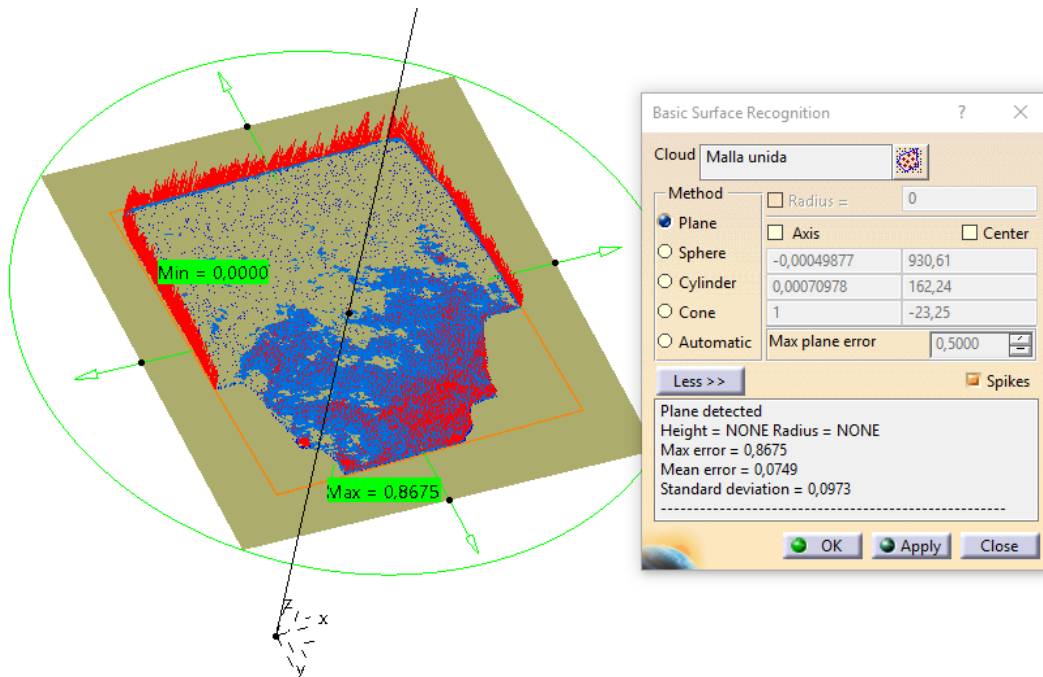 Min = 0,0000
Max = 0,8675
z
x
y
Basic Surface Recognition
?
Cloud
Malla unida
Method
Plane
Sphere
Cylinder
Cone
Automatic
Radius =
0
Axis
Center
-0,00049877
930,61
0,00070978
162,24
1
-23,25
Max plane error
0,5000
Less >>
Spikes
Plane detected
Height = NONE Radius = NONE
Max error = 0,8675
Mean error = 0,0749
Standard deviation = 0,0973
-----------------------------------------------------
OK
Apply
Close